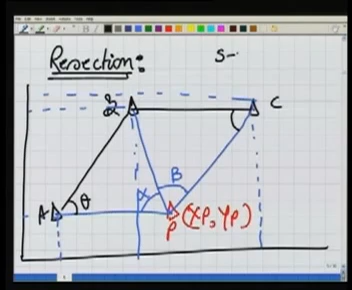 Resection:
S-
B
C
α
β
A
θ
P
(XP, YP)